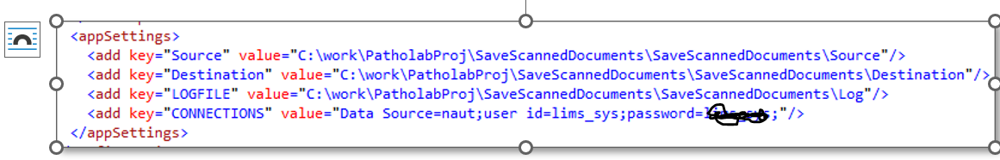 <appSettings>
<add key="Source" value="C:\work\PatholabProj\SaveScannedDocuments\SaveScannedDocuments\Source"/>
<add key="Destination" value="C:\work\PatholabProj\SaveScannedDocuments\SaveScannedDocuments\Destination"/>
<add key="LOGFILE" value="C:\work\PatholabProj\SaveScannedDocuments\SaveScannedDocuments\Log"/>
<add key="CONNECTIONS" value="Data Source=naut;user id=lims_sys;password= ;"/>
</appSettings>